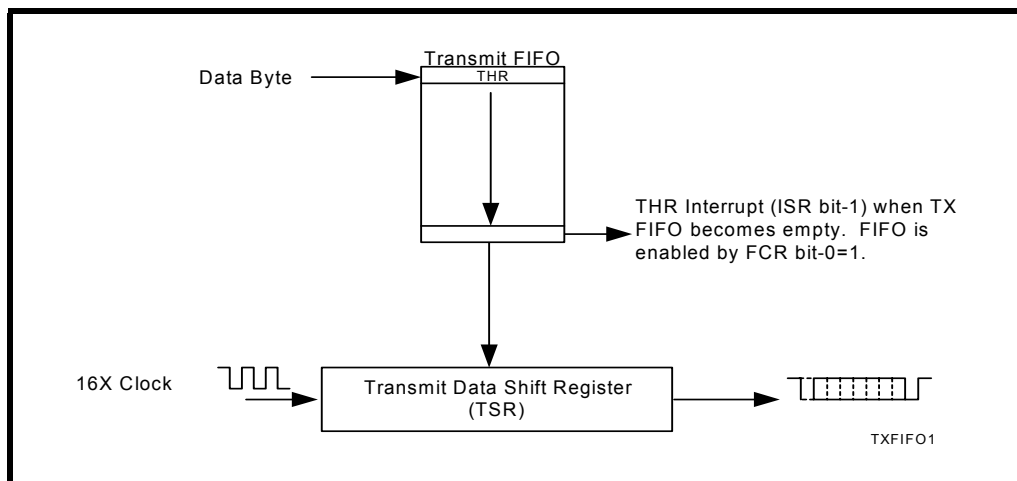 Transmit FIFO
Data Byte
THR
THR Interrupt (ISR bit-1) when TX
FIFO becomes empty. FIFO is
enabled by FCR bit-0=1.
16X Clock
Transmit Data Shift Register
(TSR)
TXFIFO1